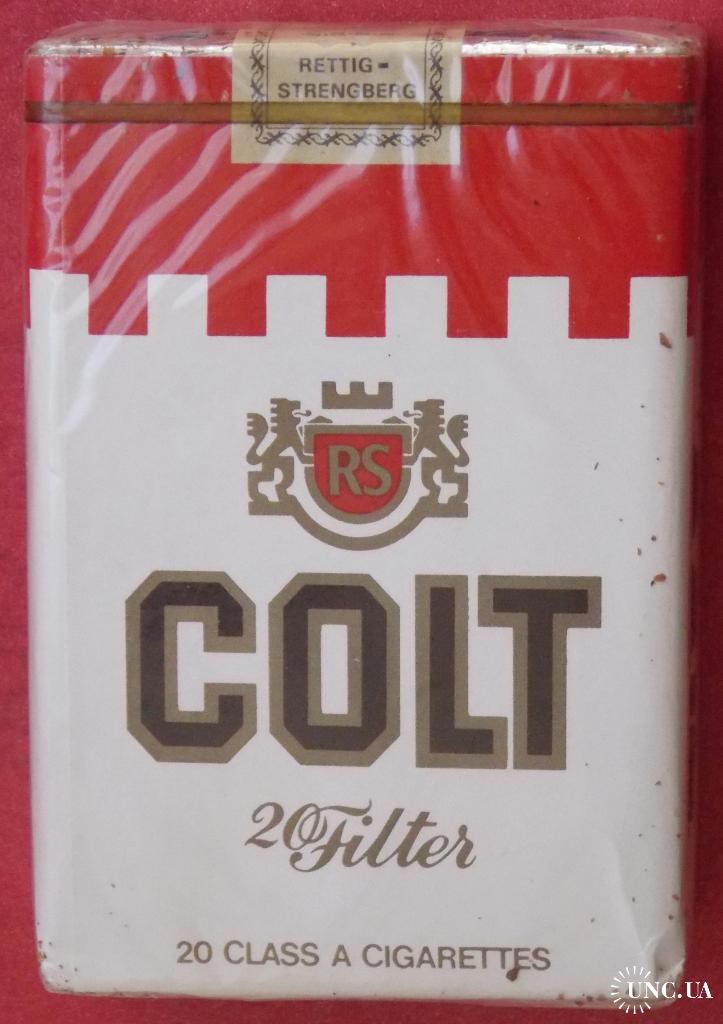 RETTIG-
STRENGBERG
RS
COLT
20 Filter
20 CLASS A CIGARETTES
UNC.UA